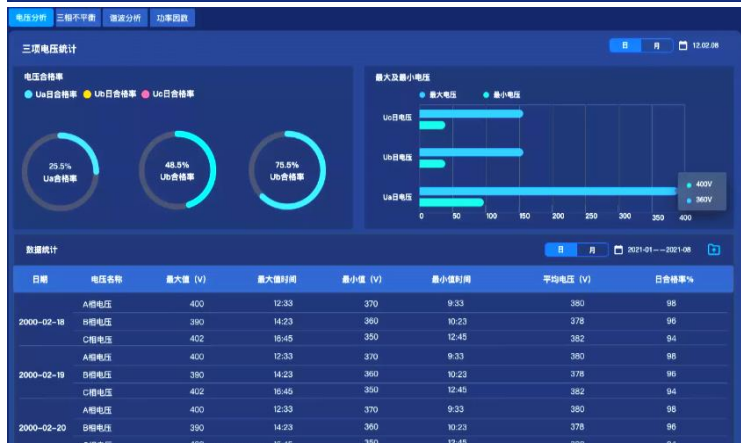 电压分析 三相不平衡 谐波分析 功率因数
三项电压统计 日 月 12.02.08
电压合格率
Ua日合格率 Ub日合格率 Uc日合格率
25.5%
Ua合格率
48.5%
Ub合格率
75.5%
Ub合格率
最大及最小电压
最大电压 最小电压
Uc日电压
Ub日电压
Ua日电压
400V
360V
0 50 100 150 200 250 300 350 400
数据统计 日 月 2021-01——2021-08
日期 电压名称 最大值（V） 最大值时间 最小值（V） 最小值时间 平均电压（V） 日合格率%
A相电压 400 12:33 370 9:33 380 98
2000-02-18 B相电压 390 14:23 360 10:23 378 96
C相电压 402 16:45 350 12:45 382 94
A相电压 400 12:33 370 9:33 380 98
2000-02-19 B相电压 390 14:23 360 10:23 378 96
C相电压 402 16:45 350 12:45 382 94
A相电压 400 12:33 370 9:33 380 98
2000-02-20 B相电压 390 14:23 360 10:23 378 96